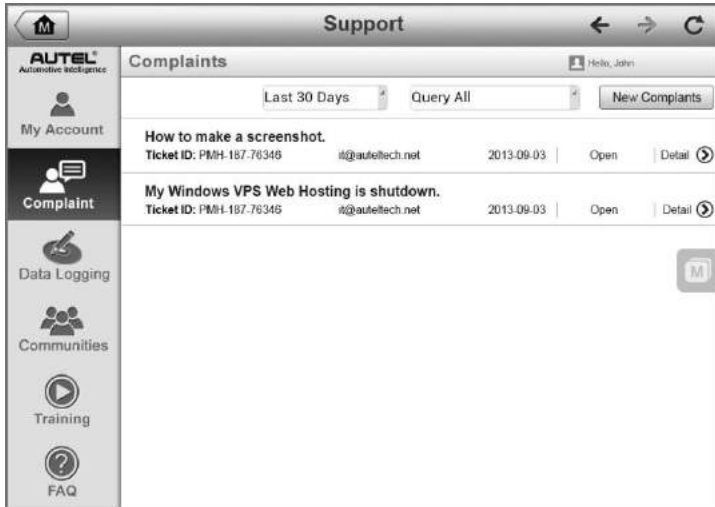 Support
AUTEL®
Automotive Intelligence
Complaints
Hello, John
Last 30 Days
Query All
New Complants
My Account
How to make a screenshot.
Ticket ID: PMH-187-76346 it@auteltech.net 2013-09-03 Open Detail
Complaint
My Windows VPS Web Hosting is shutdown.
Ticket ID: PMH-187-76346 it@auteltech.net 2013-09-03 Open Detail
Data Logging
M
Communities
Training
FAQ